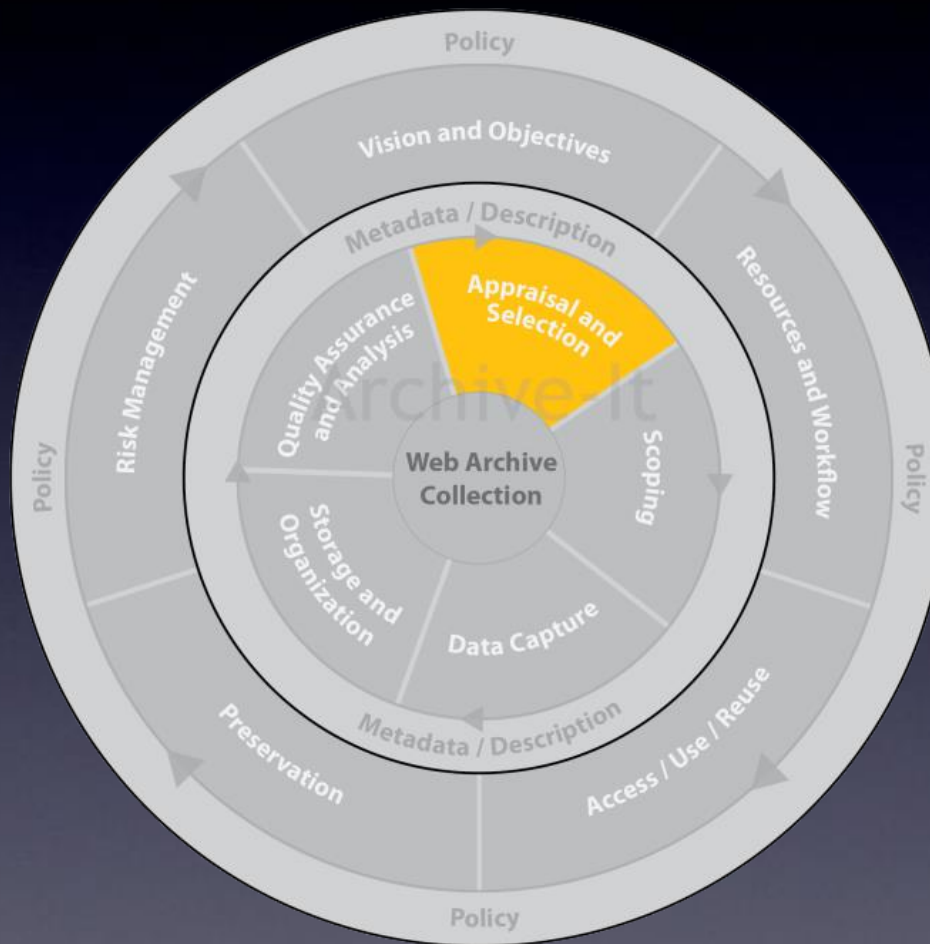 Policy
Vision and Objectives
Metadata / Description
Appraisal and
Selection
Quality Assurance
and Analysis
Risk Management
Resources and Workflow
Archive-It
Scoping
Web Archive
Collection
Policy
Policy
Storage and
Organization
Data Capture
Metadata / Description
Preservation
Access / Use / Reuse
Policy